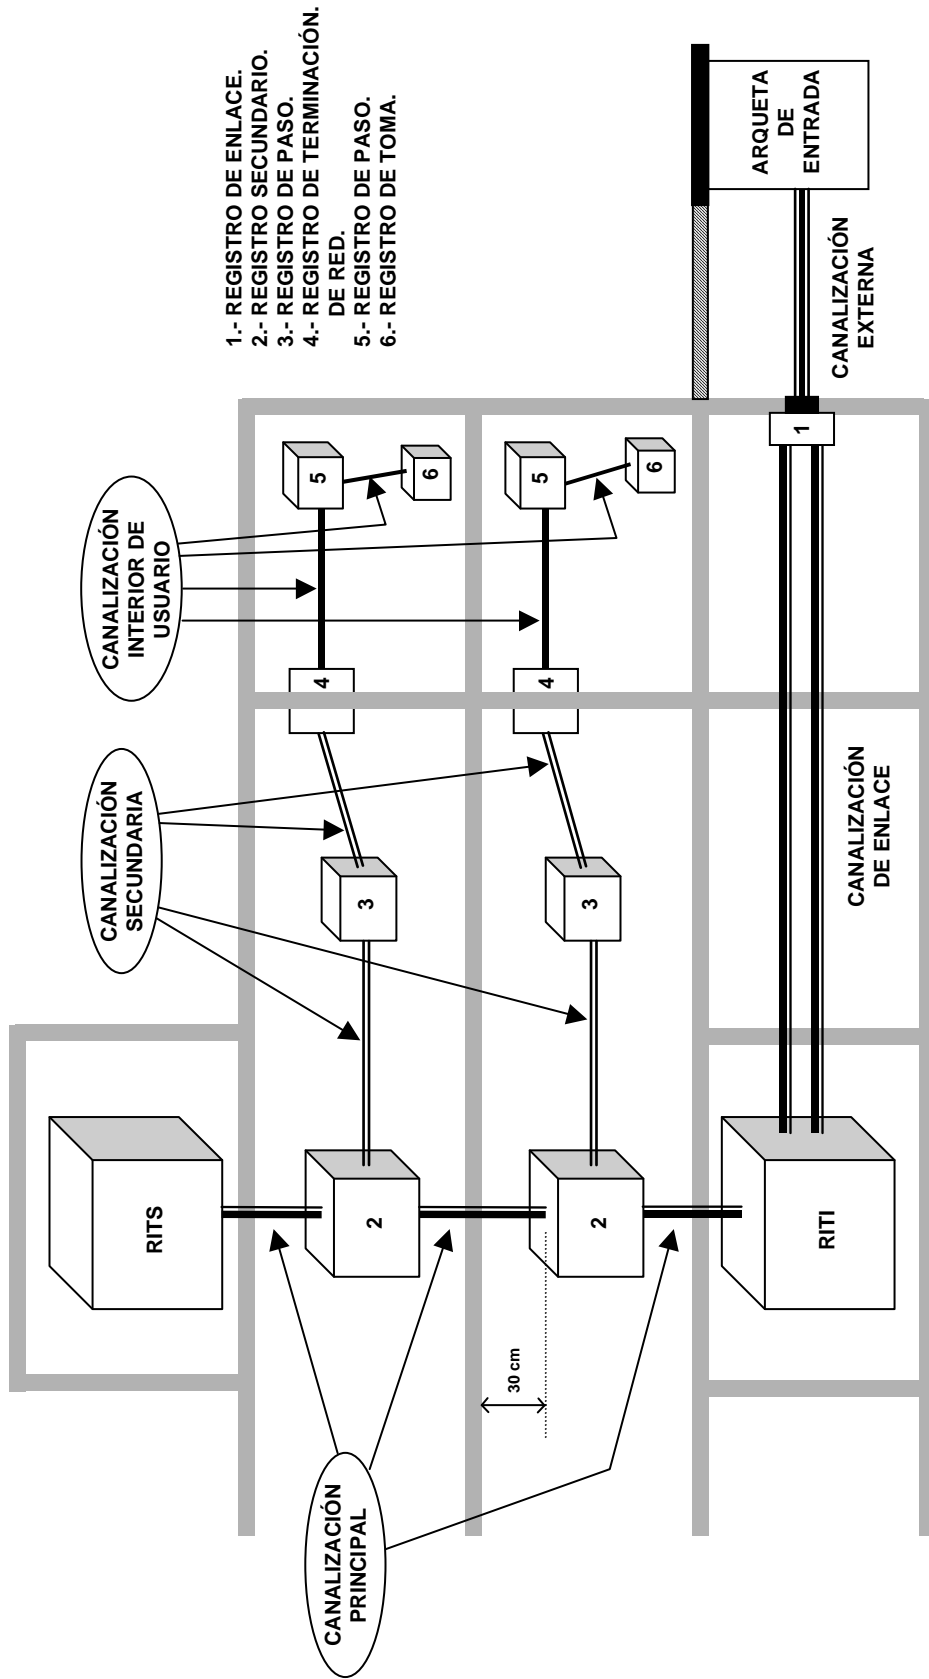 1.- REGISTRO DE ENLACE.
2.- REGISTRO SECUNDARIO.
3.- REGISTRO DE PASO.
4.- REGISTRO DE TERMINACIÓN.
DE RED.
5.- REGISTRO DE PASO.
6.- REGISTRO DE TOMA.
CANALIZACIÓN
INTERIOR DE
USUARIO
CANALIZACIÓN
SECUNDARIA
RITS
5
6
4
3
2
5
6
4
3
2
30 cm
CANALIZACIÓN
PRINCIPAL
ARQUETA
DE
ENTRADA
CANALIZACIÓN
EXTERNA
1
RITI
CANALIZACIÓN
DE ENLACE